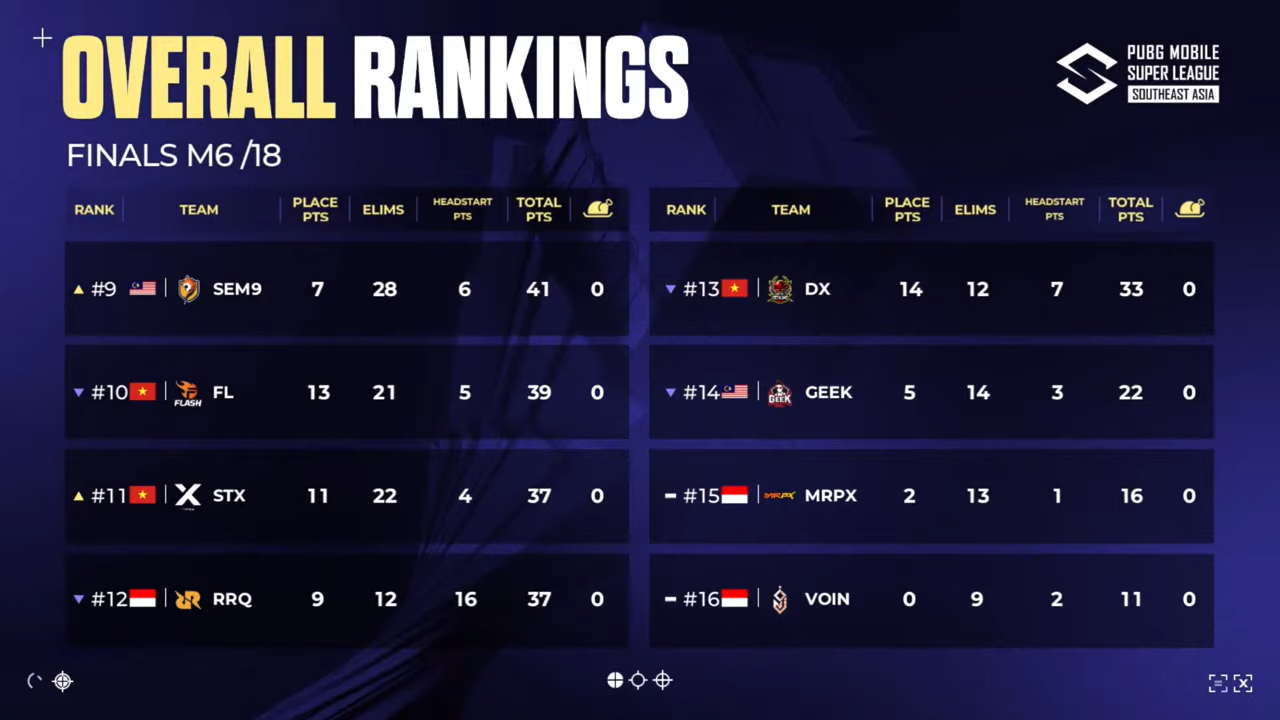 OVERALL RANKINGS
PUBG MOBILE
SUPER LEAGUE
SOUTHEAST ASIA
FINALS M6 /18
RANK TEAM PLACE PTS ELIMS HEADSTART PTS TOTAL PTS
#9 SEM9 7 28 6 41 0
#10 FLASH FL 13 21 5 39 0
#11 STX 11 22 4 37 0
#12 RRQ 9 12 16 37 0
RANK TEAM PLACE PTS ELIMS HEADSTART PTS TOTAL PTS
#13 DX 14 12 7 33 0
#14 GEEK GEEK 5 14 3 22 0
#15 MRPX MRPX 2 13 1 16 0
#16 VOIN 0 9 2 11 0